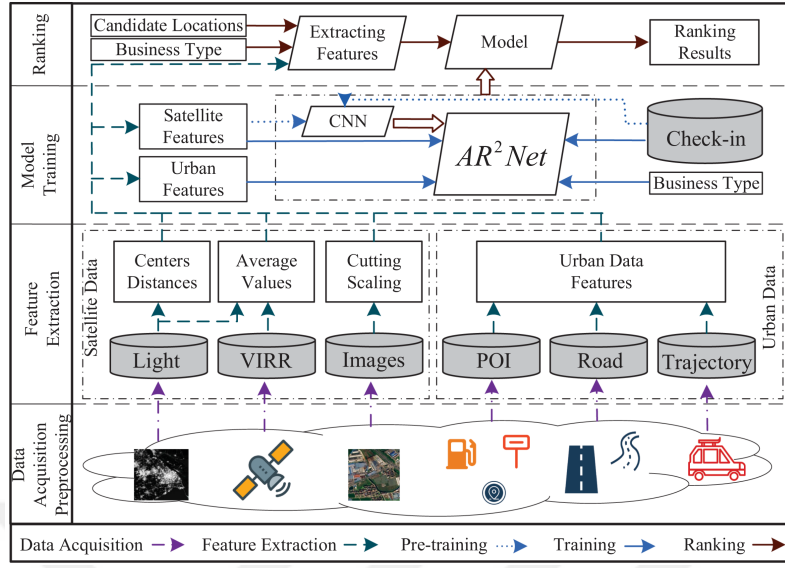 Ranking
Candidate Locations
Business Type
Extracting
Features
Model
Ranking
Results
Model
Training
Satellite
Features
CNN
Urban
Features
AR² Net
Check-in
Business Type
Feature
Extraction
Satellite Data
Centers
Distances
Average
Values
Cutting
Scaling
Urban Data
Features
Urban Data
Light
VIRR
Images
POI
Road
Trajectory
Data
Acquisition
Preprocessing
Data Acquisition
Feature Extraction
Pre-training
Training
Ranking